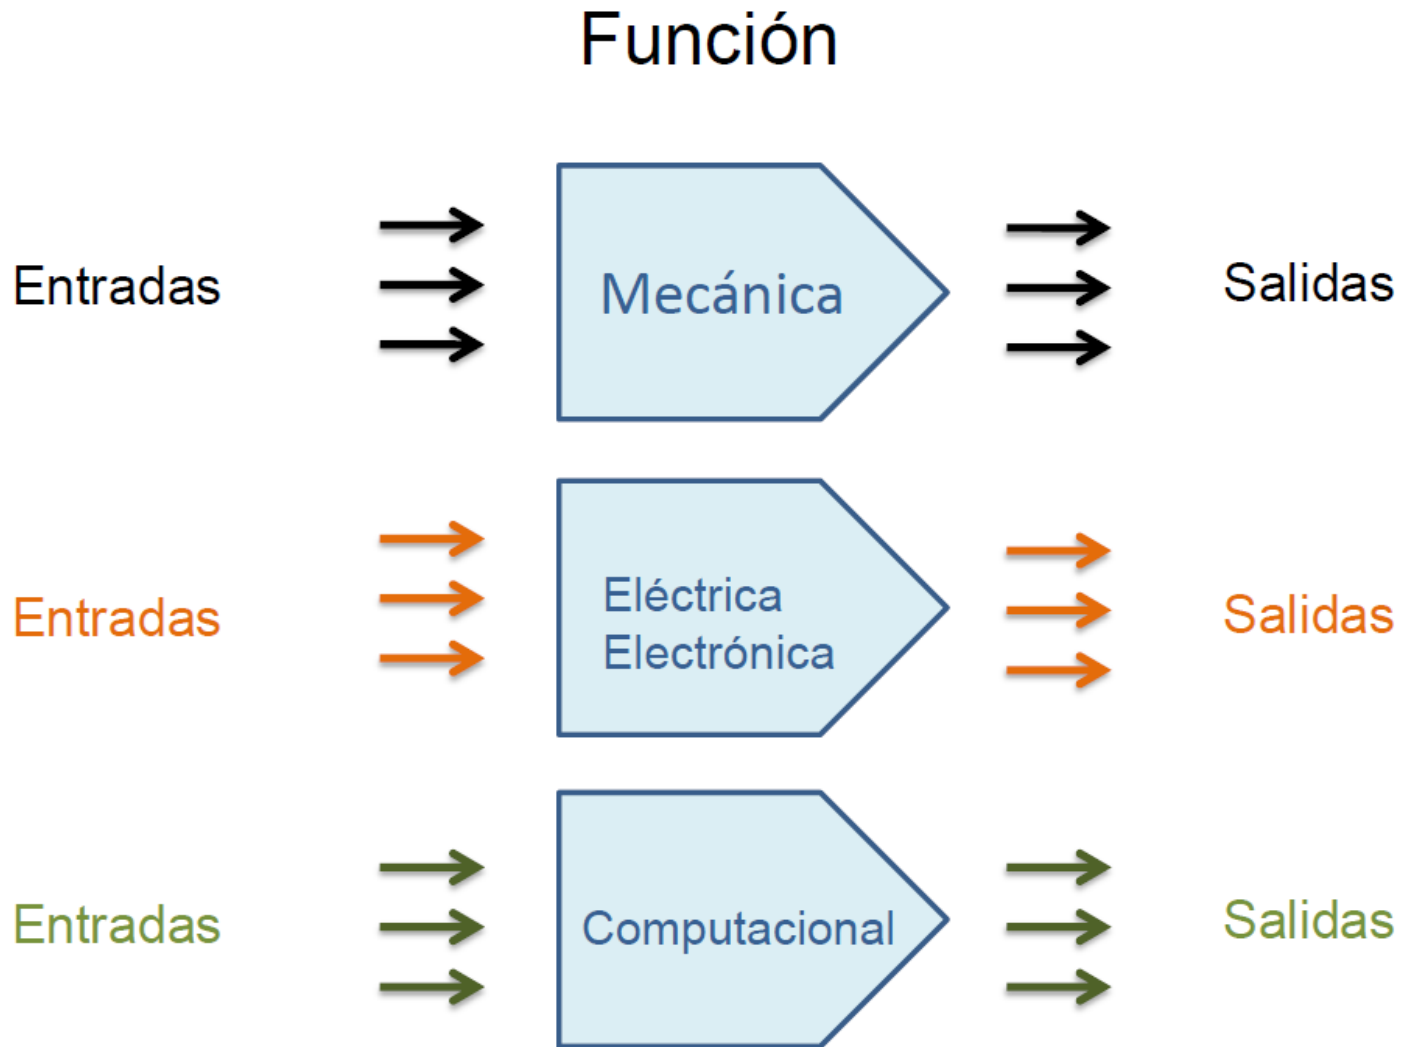 Función
Entradas
Mecánica
Salidas
Entradas
Eléctrica
Electrónica
Salidas
Entradas
Computacional
Salidas